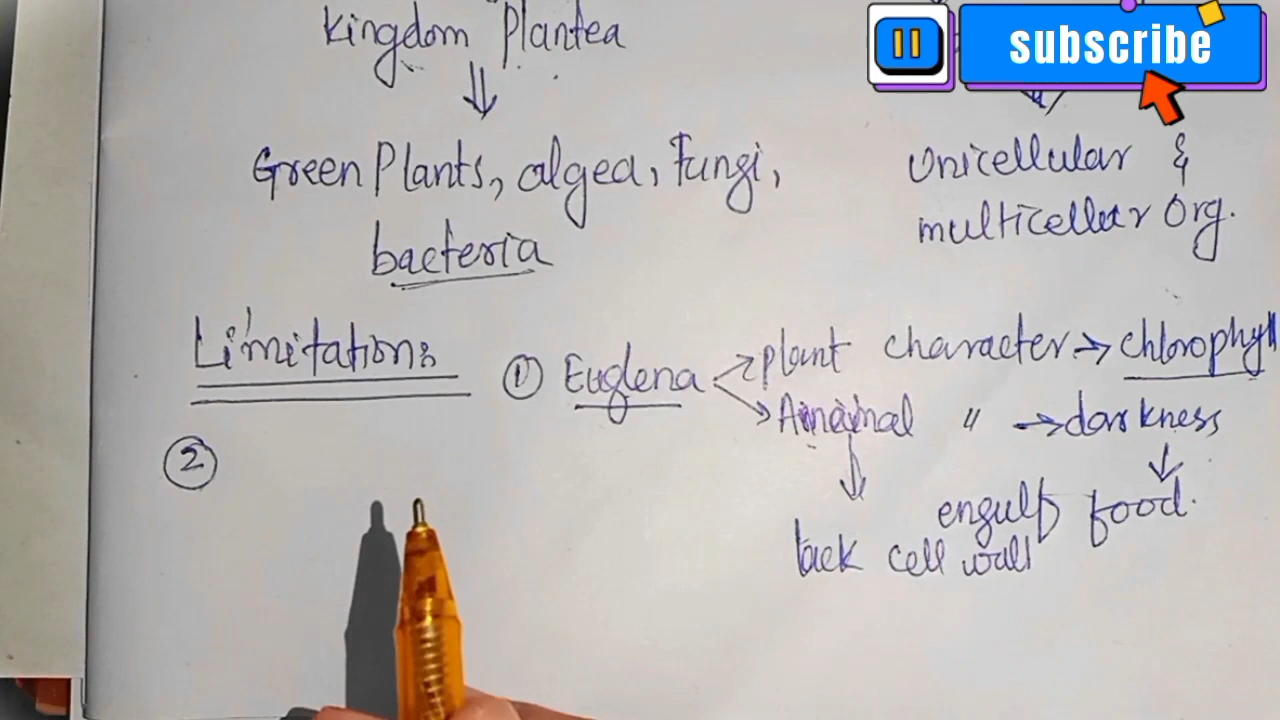 Kingdom Plantea
subscribe
Green Plants, algea, Fungi,
bacteria
Unicellular &
multicellur Org.
Limitations
① Euglena
plant character → chlorophyll
Animal " → darkness
engulf food.
lack cell wall
②